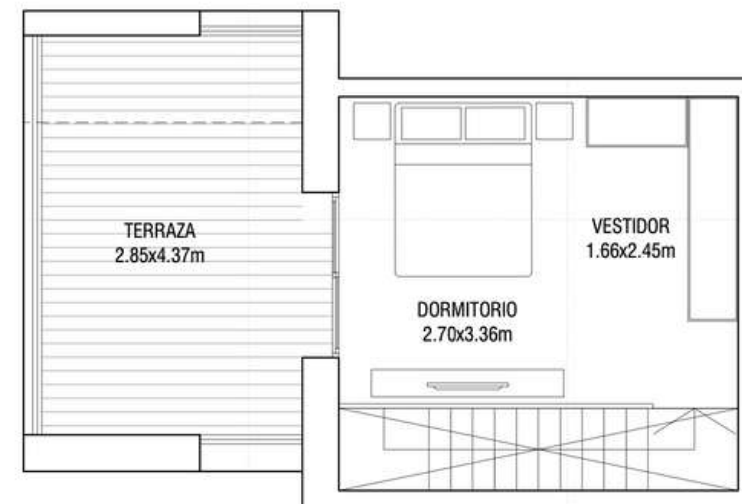 TERRAZA
2.85x4.37m
VESTIDOR
1.66x2.45m
DORMITORIO
2.70x3.36m